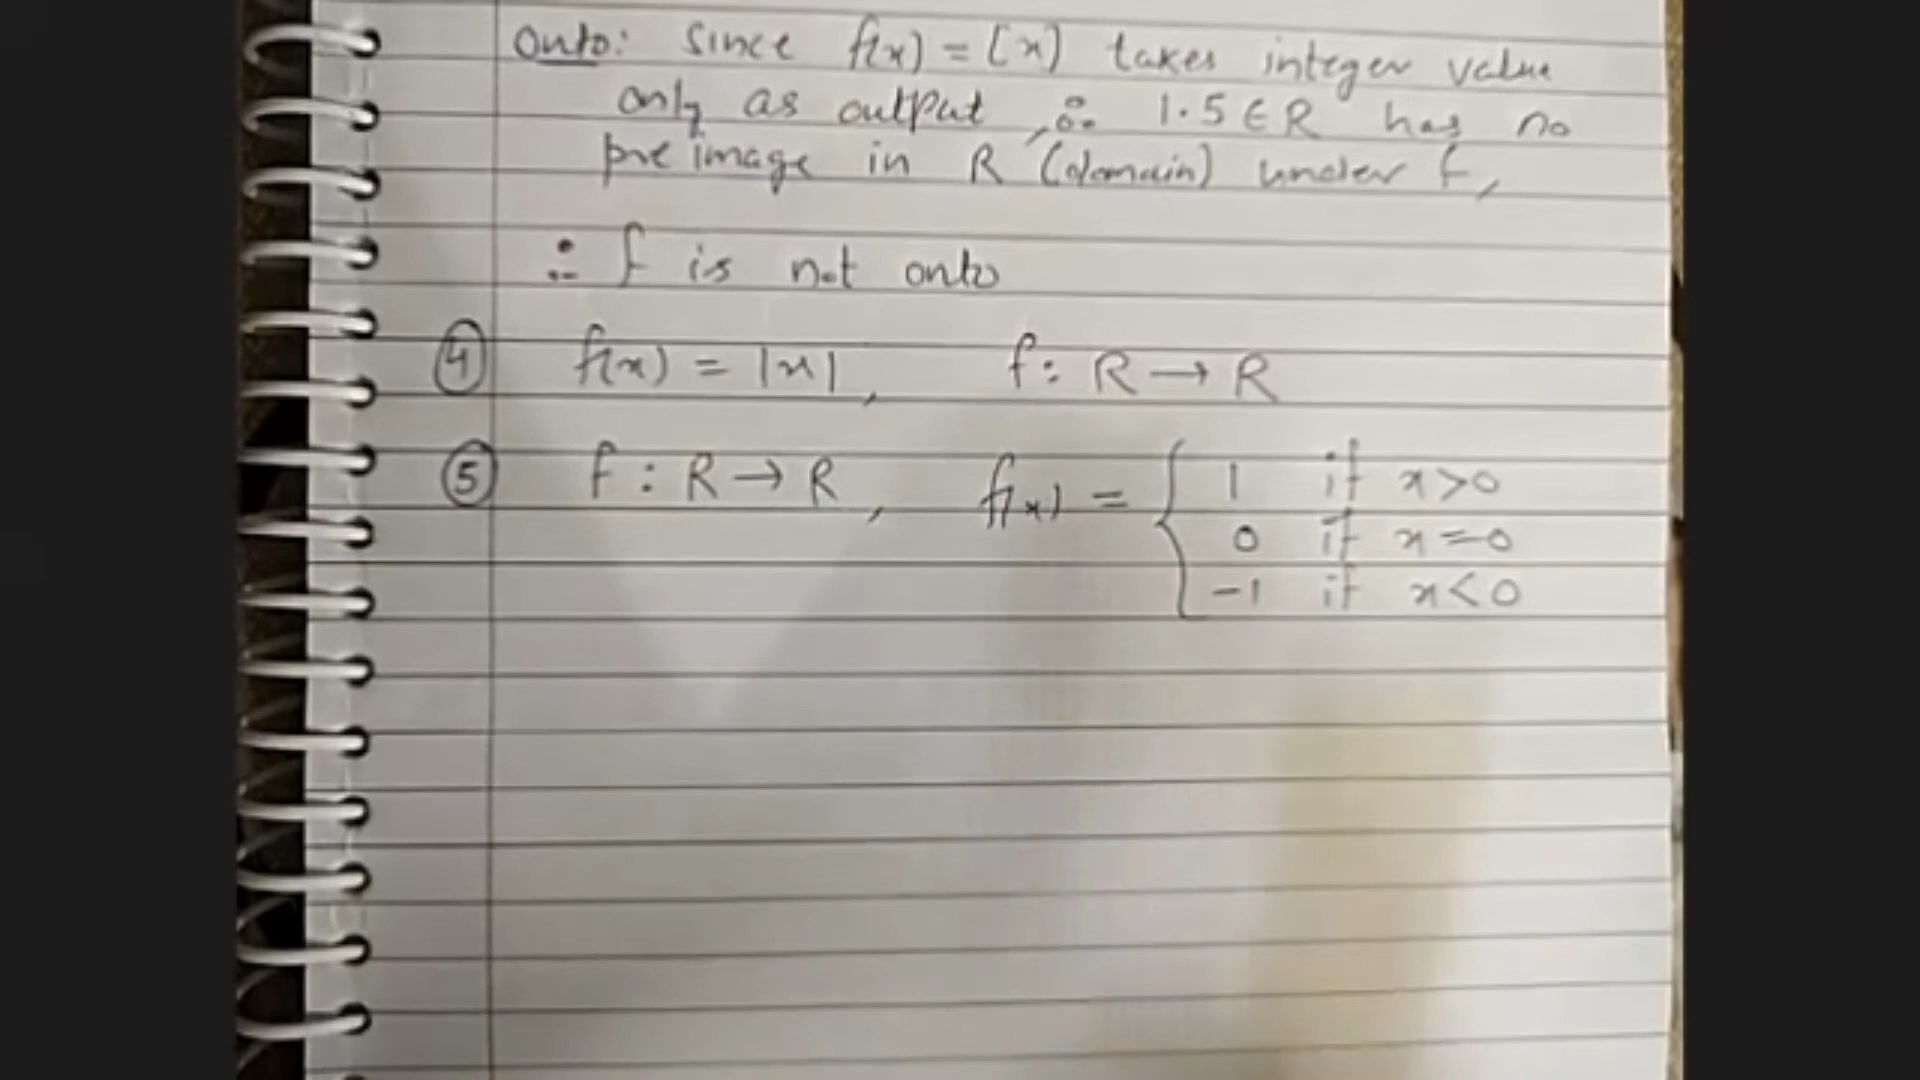 Onto: Since f(x) = [x] takes integer value
only as output, ∴ 1.5 ∈ R has no
pre image in R (domain) under f,
∴ f is not onto
④ f(x) = |x|, f : R → R
⑤ f : R → R, f(x) = { 1 if x>0
0 if x=0
-1 if x<0